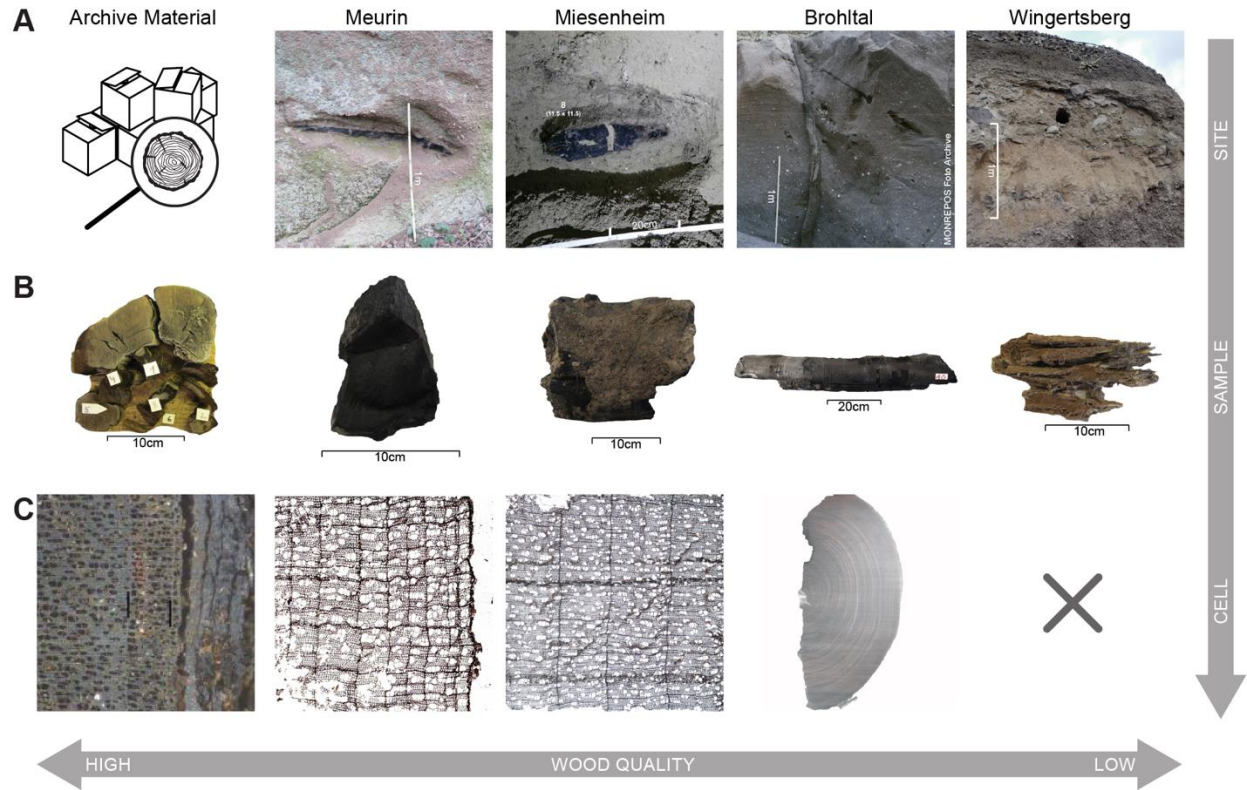 Archive Material
Meurin
Miesenheim
Brohltal
Wingertsberg
A
1m
8
(11.5 x 11.5)
20cm
1m
MONREPOS Foto Archive
1m
SITE
B
10cm
10cm
10cm
20cm
10cm
SAMPLE
C
CELL
HIGH
WOOD QUALITY
LOW